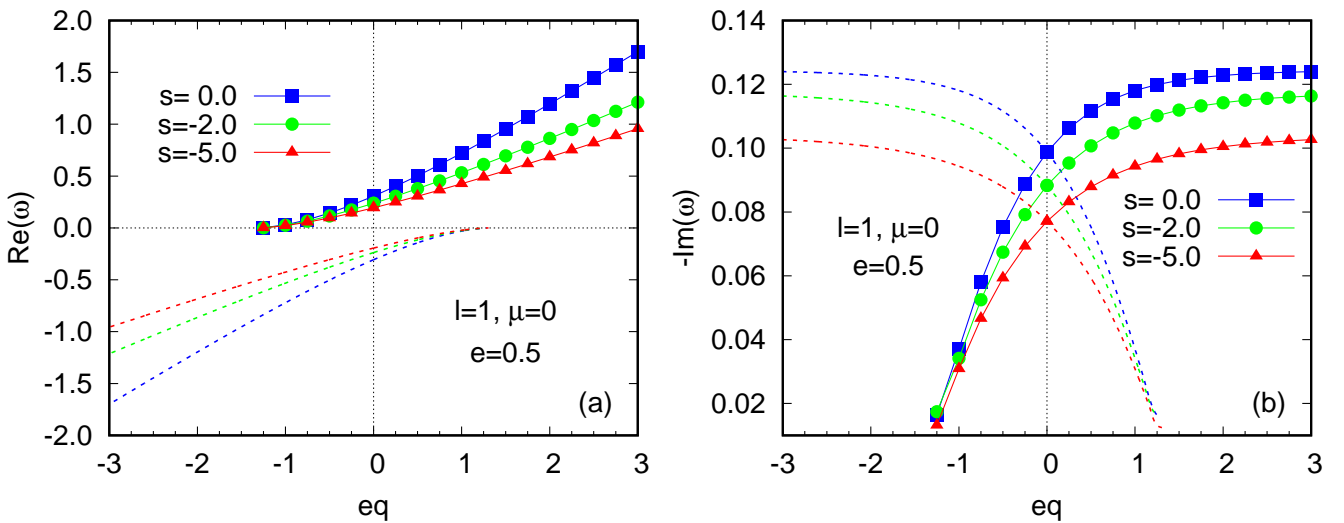 2.0
1.5
1.0
0.5
0.0
-0.5
-1.0
-1.5
-2.0
Re(ω)
s= 0.0
s=-2.0
s=-5.0
l=1, μ=0
e=0.5
(a)
-3 -2 -1 0 1 2 3
eq
0.14
0.12
0.10
0.08
0.06
0.04
0.02
-Im(ω)
l=1, μ=0
e=0.5
s= 0.0
s=-2.0
s=-5.0
(b)
-3 -2 -1 0 1 2 3
eq